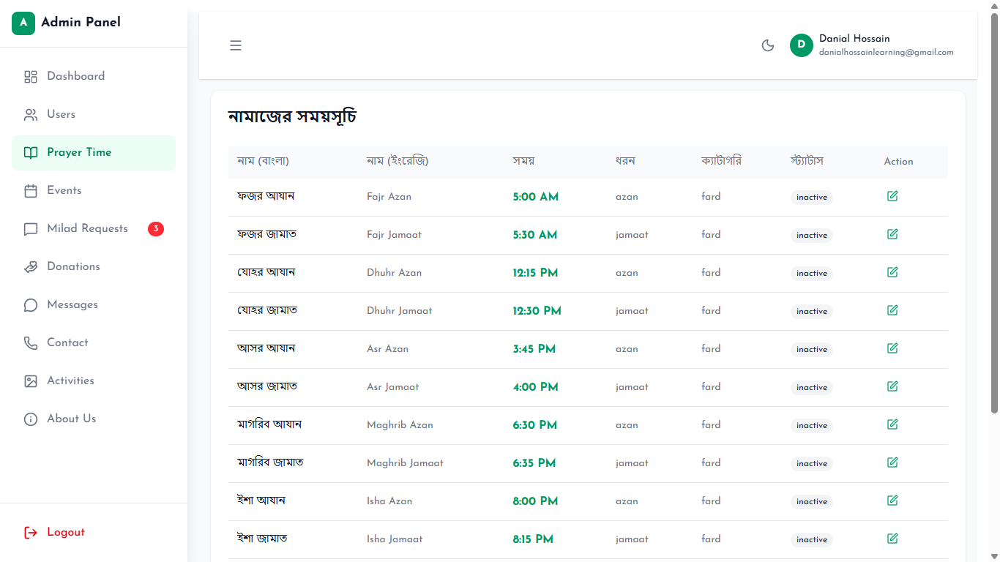 A Admin Panel
Dashboard
Users
Prayer Time
Events
Milad Requests 3
Donations
Messages
Contact
Activities
About Us
Logout
D Danial Hossain
danialhossainlearning@gmail.com
নামাজের সময়সূচি
নাম (বাংলা) নাম (ইংরেজি) সময় ধরন ক্যাটাগরি স্ট্যাটাস Action
ফজর আযান Fajr Azan 5:00 AM azan fard inactive
ফজর জামাত Fajr Jamaat 5:30 AM jamaat fard inactive
যোহর আযান Dhuhr Azan 12:15 PM azan fard inactive
যোহর জামাত Dhuhr Jamaat 12:30 PM jamaat fard inactive
আসর আযান Asr Azan 3:45 PM azan fard inactive
আসর জামাত Asr Jamaat 4:00 PM jamaat fard inactive
মাগরিব আযান Maghrib Azan 6:30 PM azan fard inactive
মাগরিব জামাত Maghrib Jamaat 6:35 PM jamaat fard inactive
ইশা আযান Isha Azan 8:00 PM azan fard inactive
ইশা জামাত Isha Jamaat 8:15 PM jamaat fard inactive